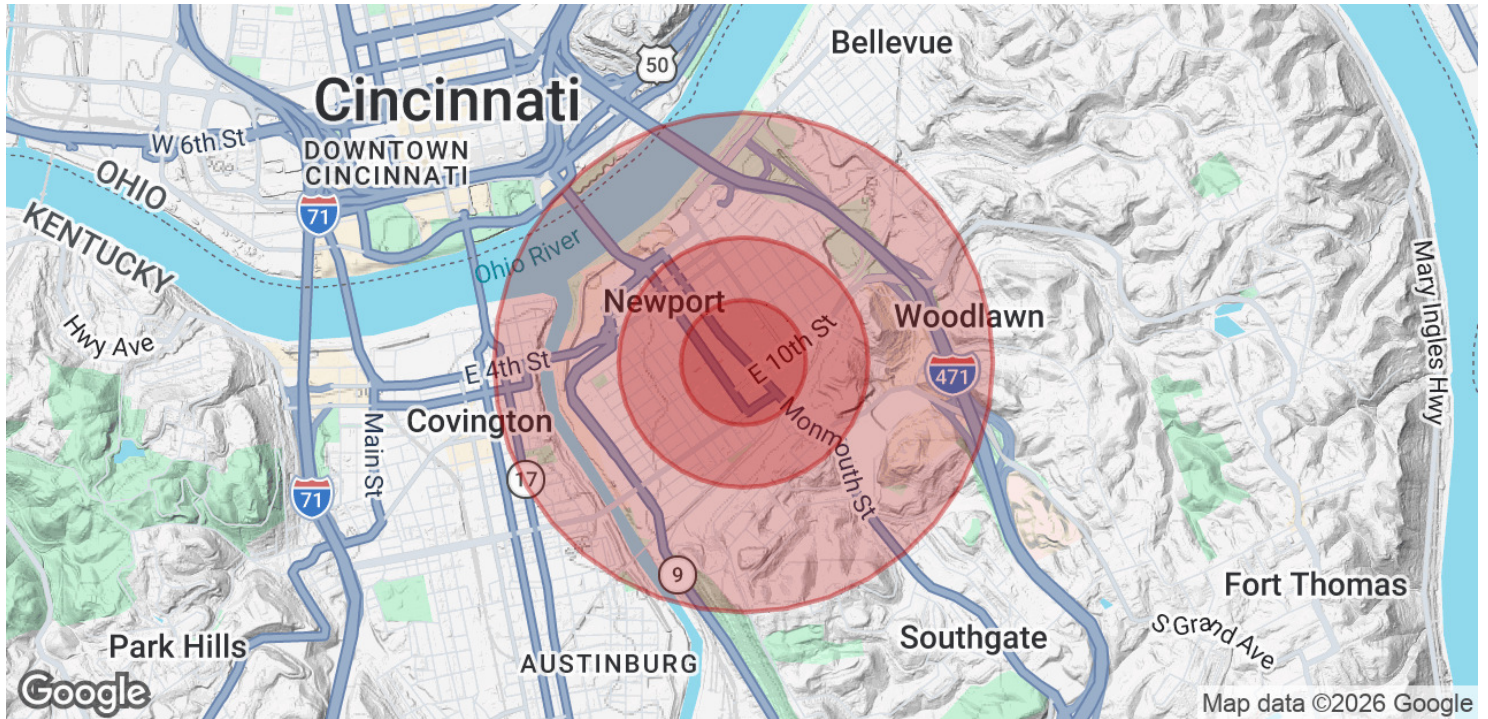 Bellevue
50
Cincinnati
W 6th St
DOWNTOWN
CINCINNATI
OHIO
71
KENTUCKY
Ohio River
Mary Ingles Hwy
Newport
Woodlawn
Hwy Ave
E 10th St
E 4th St
471
Covington
Monmouth St
Main St
17
71
9
Fort Thomas
Park Hills
Southgate
S Grand Ave
AUSTINBURG
Google
Map data ©2026 Google